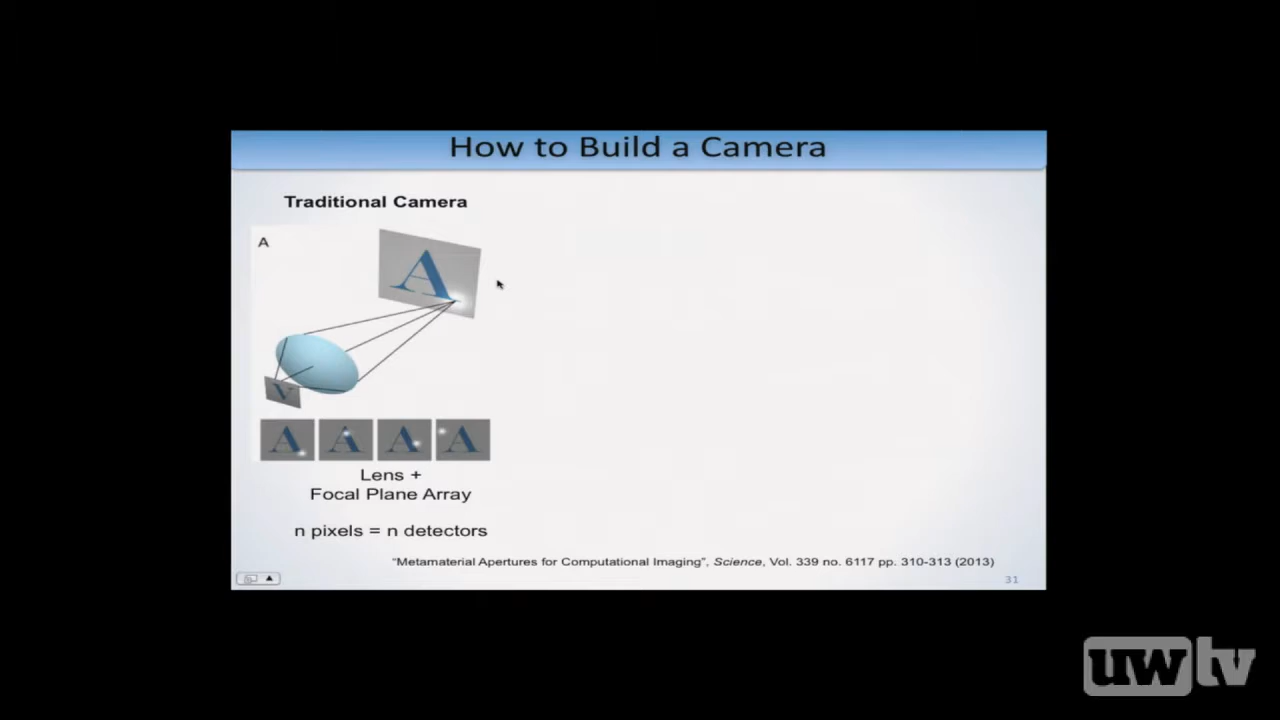 How to Build a Camera
Traditional Camera
A
A
A
A A A A
Lens +
Focal Plane Array
n pixels = n detectors
“Metamaterial Apertures for Computational Imaging”, Science, Vol. 339 no. 6117 pp. 310-313 (2013)
31
uwtv